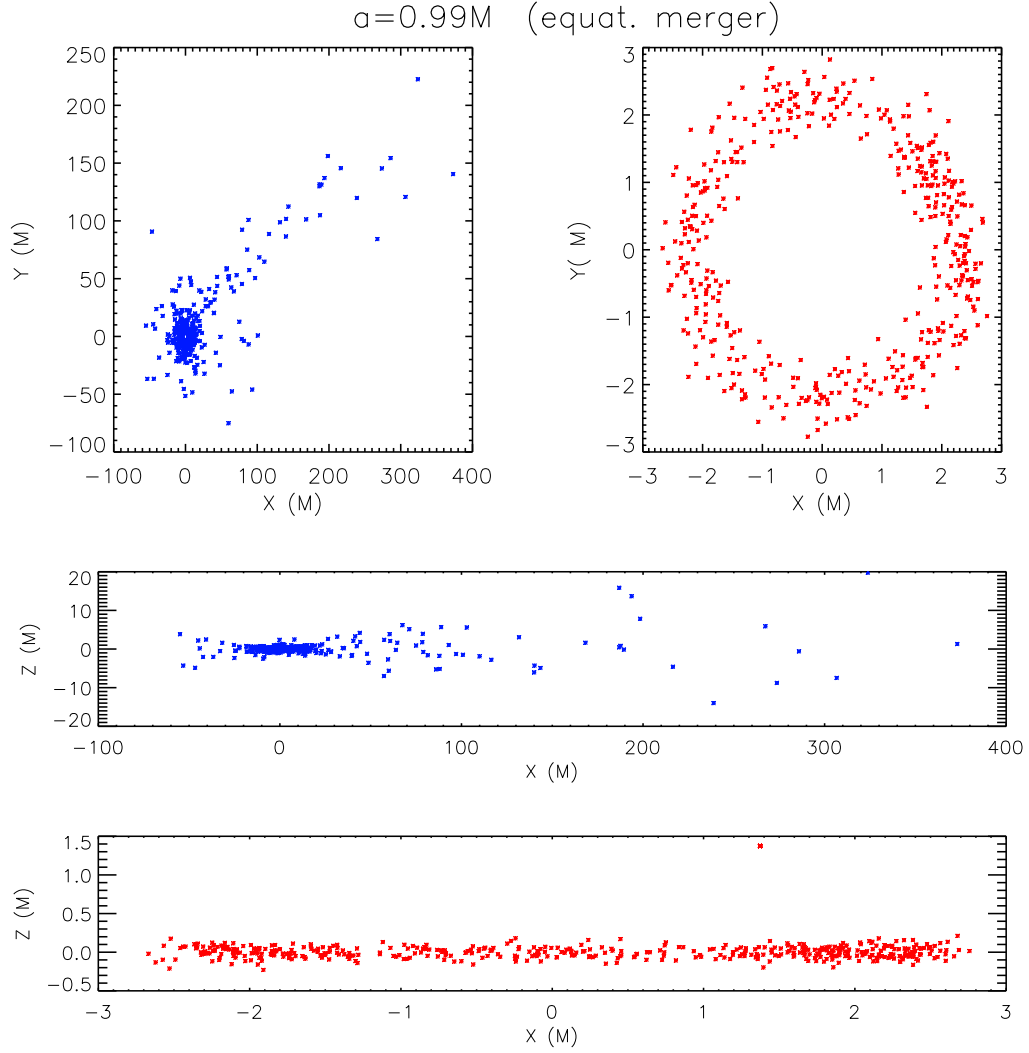 a=0.99M (equat. merger)
250
200
150
100
50
0
−50
−100
Y (M)
−100 0 100 200 300 400
X (M)
3
2
1
0
−1
−2
−3
Y( M)
−3 −2 −1 0 1 2 3
X (M)
20
10
0
−10
−20
Z (M)
−100 0 100 200 300 400
X (M)
1.5
1.0
0.5
0.0
−0.5
Z (M)
−3 −2 −1 0 1 2 3
X (M)